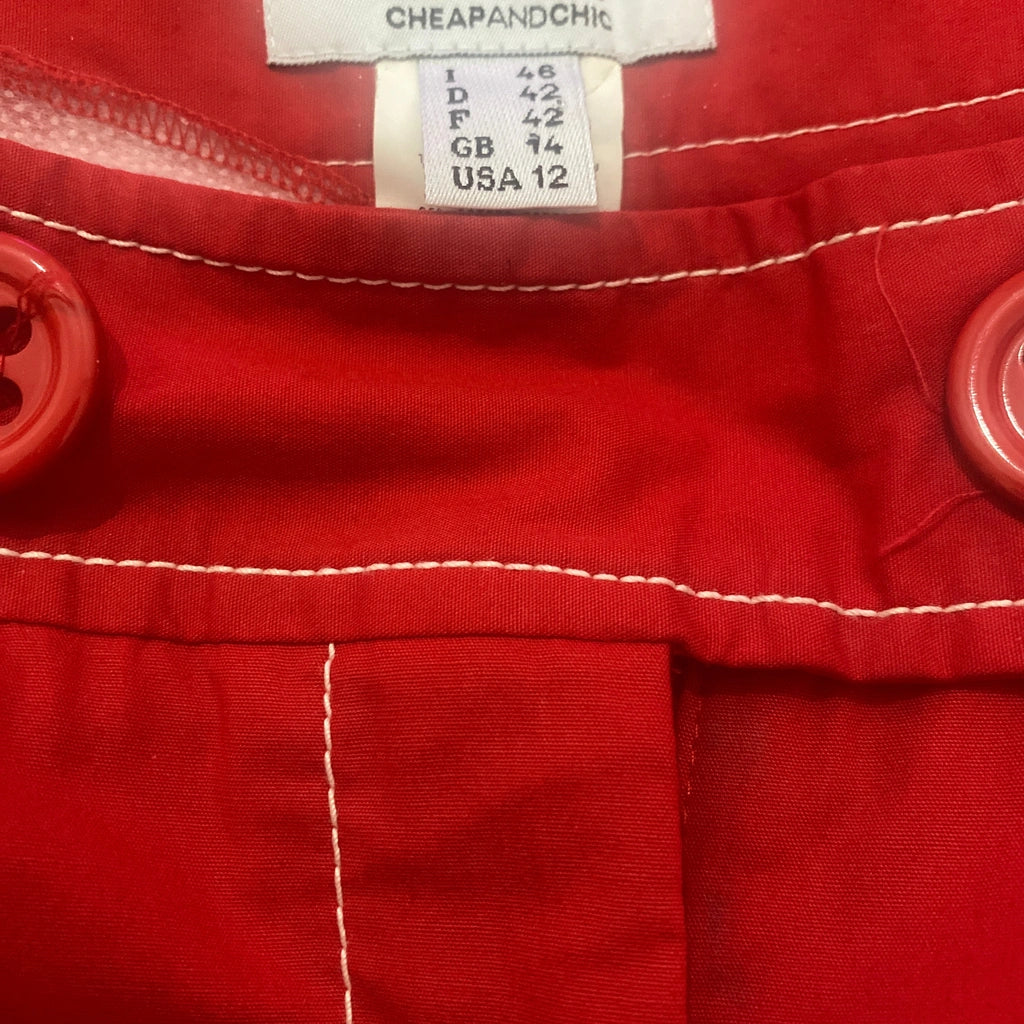 CHEAPANDCHIC
I 46
D 42
F 42
GB 14
USA 12